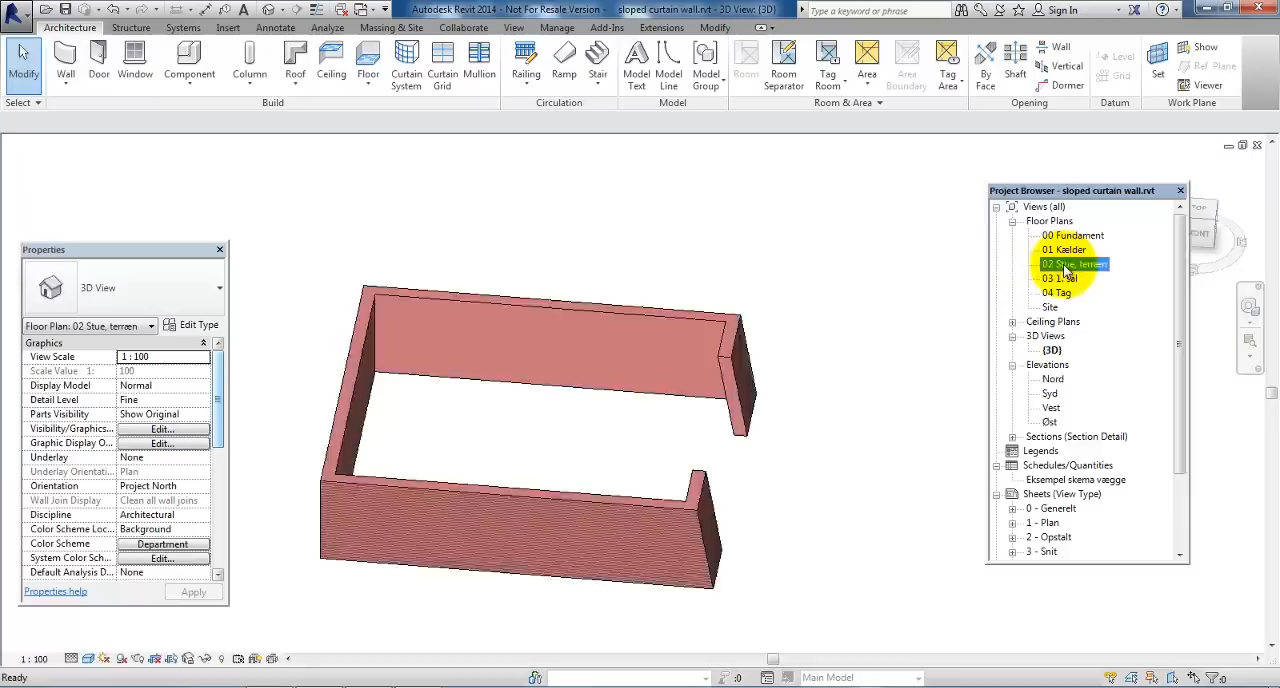 Autodesk Revit 2014 - Not For Resale Version -    sloped curtain wall.rvt - 3D View: {3D}
Type a keyword or phrase
Sign In
Architecture Structure Systems Insert Annotate Analyze Massing & Site Collaborate View Manage Add-Ins Extensions Modify
Modify Wall Door Window Component Column Roof Ceiling Floor Curtain System Curtain Grid Mullion Railing Ramp Stair Model Text Model Line Model Group Room Room Separator Tag Room Area Area Boundary Tag Area By Face Shaft Wall Vertical Dormer Level Grid Set Show Ref Plane Viewer
Select Build Circulation Model Room & Area Opening Datum Work Plane
Project Browser - sloped curtain wall.rvt
Views (all)
Floor Plans
00 Fundament
01 Kælder
02 Stue, terræn
03 1. sal
04 Tag
Site
Ceiling Plans
3D Views
{3D}
Elevations
Nord
Syd
Vest
Øst
Sections (Section Detail)
Legends
Schedules/Quantities
Eksempel skema vægge
Sheets (View Type)
0 - Generelt
1 - Plan
2 - Opstalt
3 - Snit
TOP
Properties
3D View
Floor Plan: 02 Stue, terræn Edit Type
Graphics
View Scale 1 : 100
Scale Value 1: 100
Display Model Normal
Detail Level Fine
Parts Visibility Show Original
Visibility/Graphics... Edit...
Graphic Display O... Edit...
Underlay None
Underlay Orientati... Plan
Orientation Project North
Wall Join Display Clean all wall joins
Discipline Architectural
Color Scheme Loc... Background
Color Scheme Department
System Color Sch... Edit...
Default Analysis D... None
Properties help Apply
1 : 100
Ready :0 Main Model :0